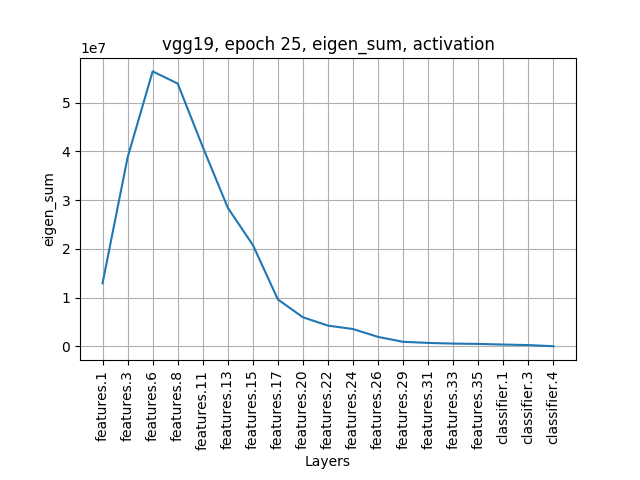 vgg19, epoch 25, eigen_sum, activation
1e7
5
4
3
2
1
0
eigen_sum
features.1
features.3
features.6
features.8
features.11
features.13
features.15
features.17
features.20
features.22
features.24
features.26
features.29
features.31
features.33
features.35
classifier.1
classifier.3
classifier.4
Layers